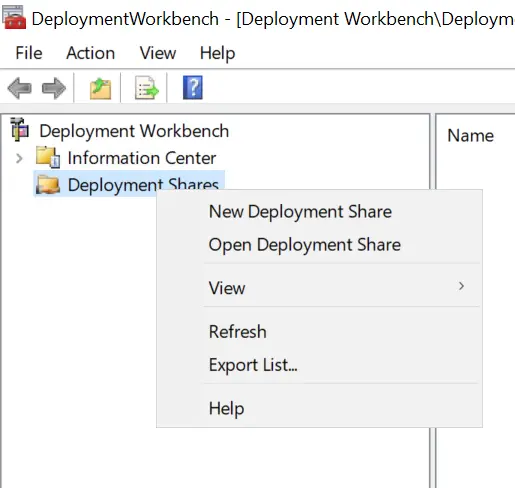 DeploymentWorkbench - [Deployment Workbench\Deploym
File Action View Help
Deployment Workbench
Name
Information Center
Deployment Shares
New Deployment Share
Open Deployment Share
View
Refresh
Export List...
Help